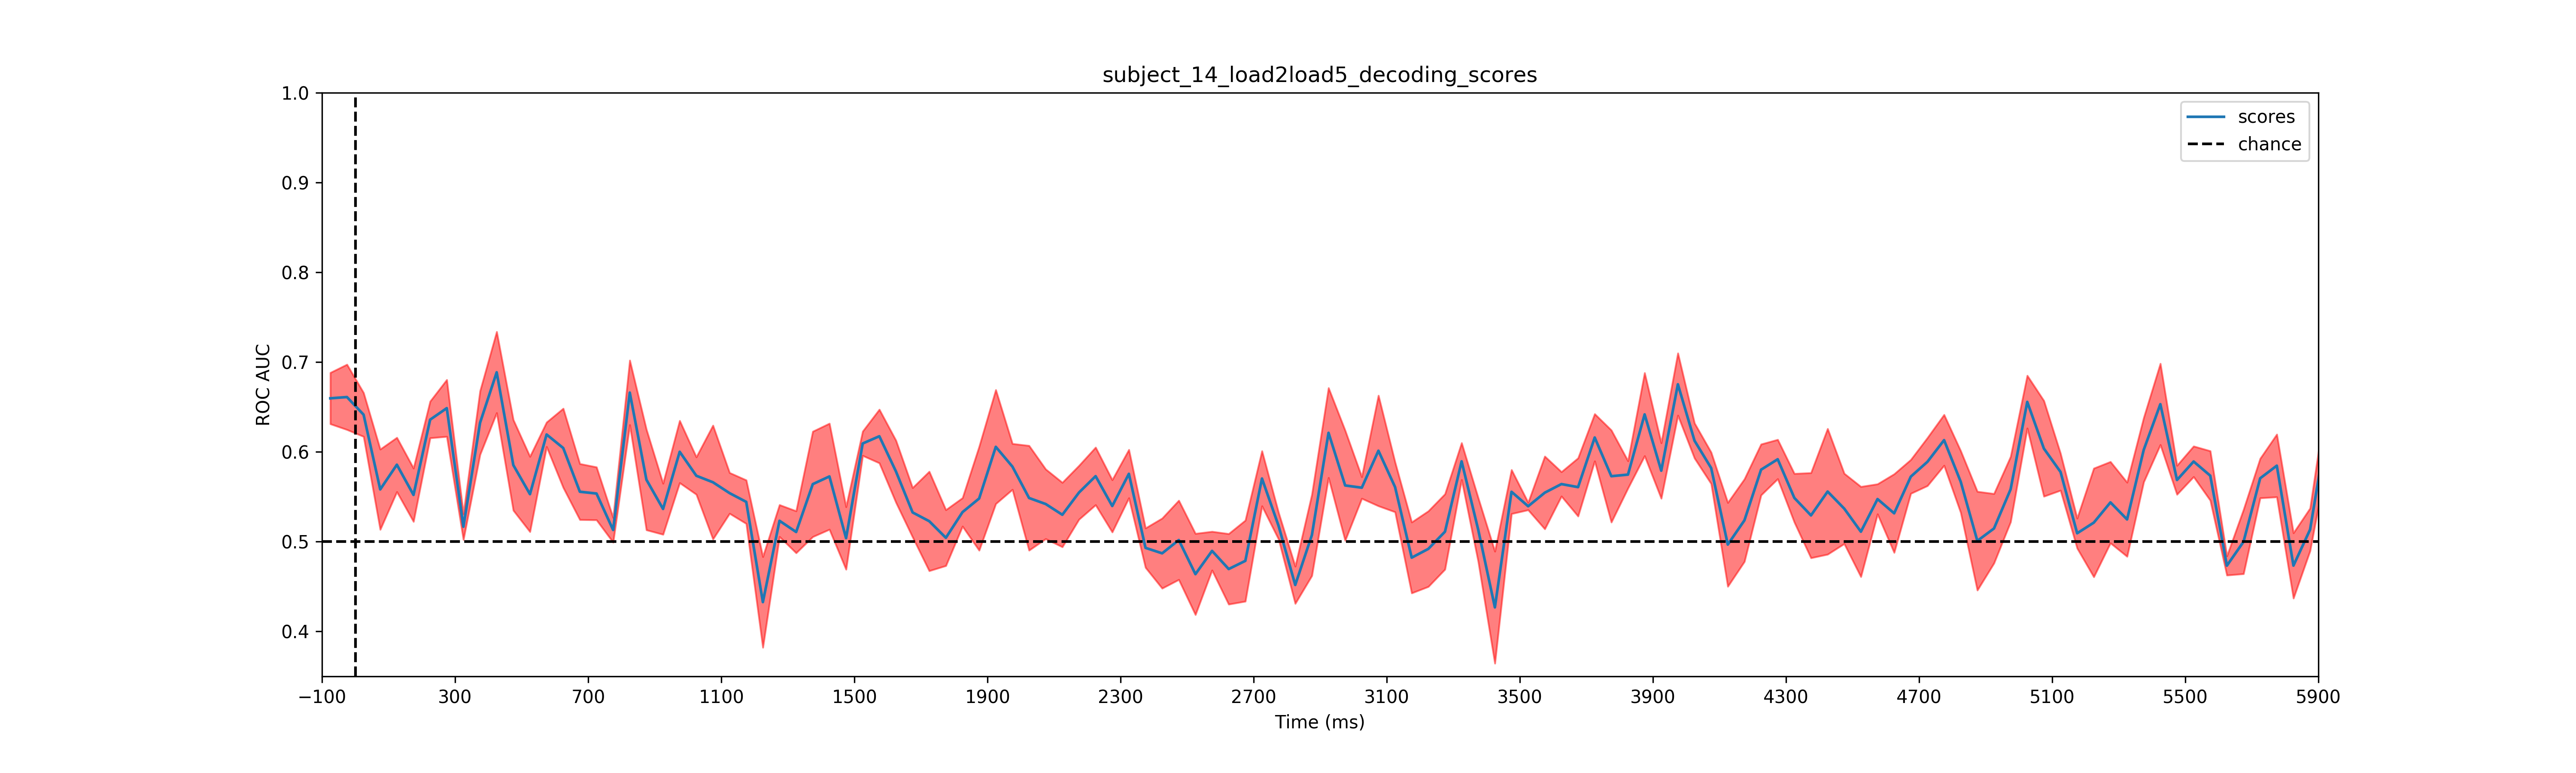 subject_14_load2load5_decoding_scores
1.0
0.9
0.8
0.7
0.6
0.5
0.4
ROC AUC
scores
chance
−100 300 700 1100 1500 1900 2300 2700 3100 3500 3900 4300 4700 5100 5500 5900
Time (ms)